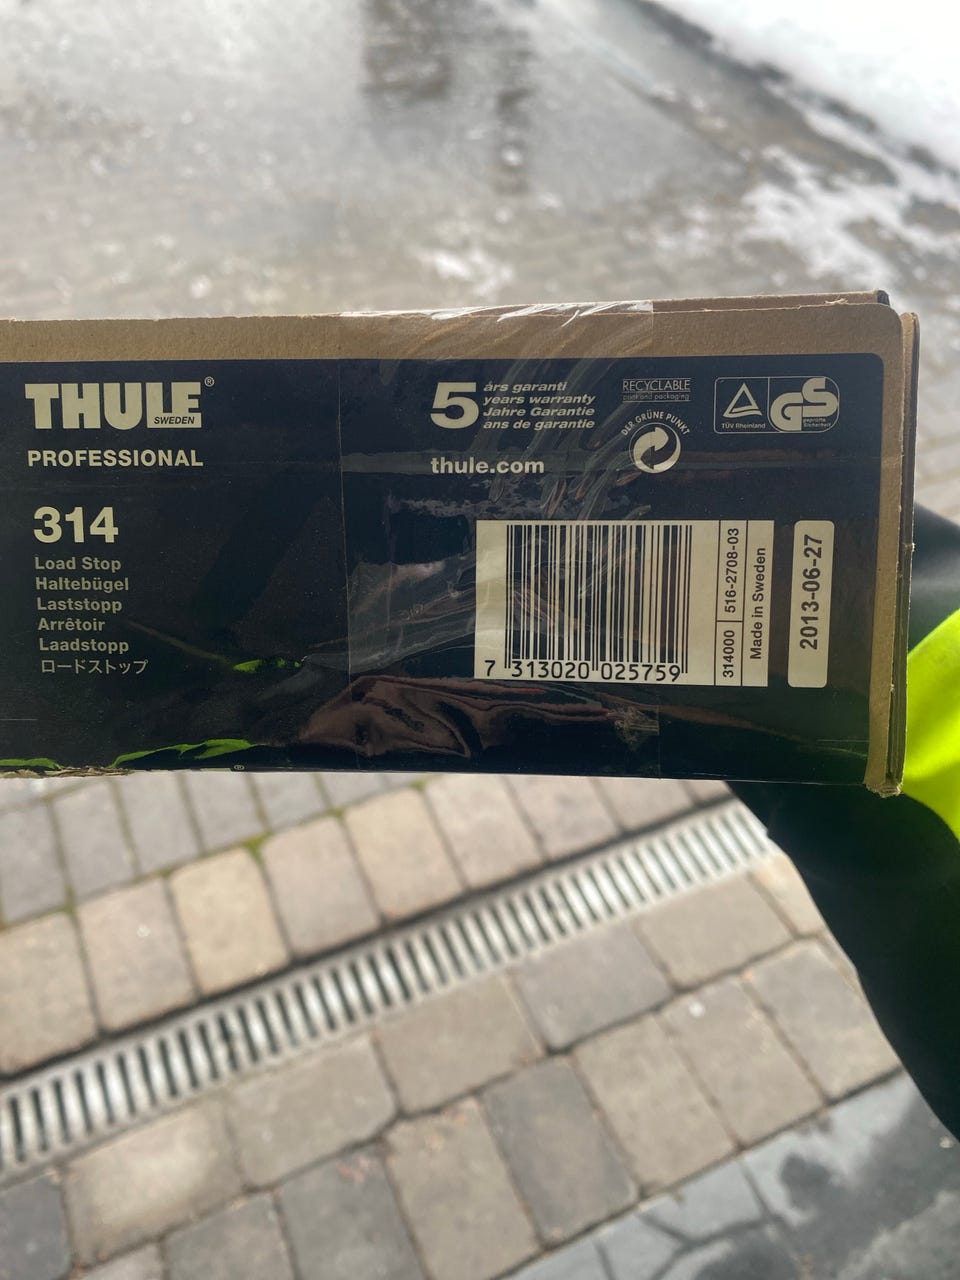 THULE®
SWEDEN
PROFESSIONAL
314
Load Stop
Haltebügel
Laststopp
Arrêtoir
Laadstopp
ロードストップ
5 års garanti
years warranty
Jahre Garantie
ans de garantie
thule.com
RECYCLABLE
DER GRÜNE PUNKT
TÜV Rheinland
GS
geprüfte
Sicherheit
7 313020 025759
314000 516-2708-03
Made in Sweden
2013-06-27
®